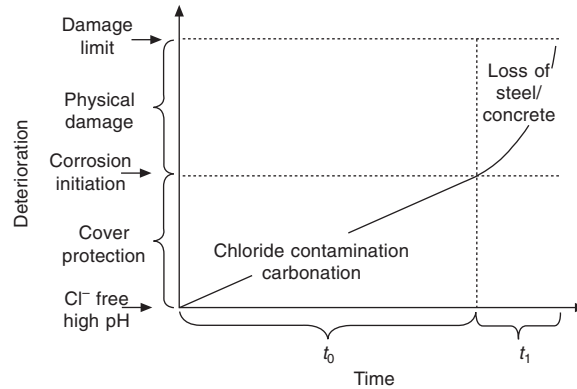 Damage
limit
Physical
damage
Corrosion
initiation
Cover
protection
Cl⁻ free
high pH
Deterioration
Loss of
steel/
concrete
Chloride contamination
carbonation
t₀
t₁
Time